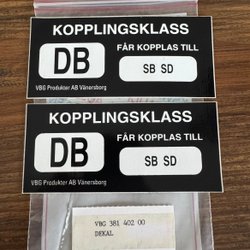 KOPPLINGSKLASS
DB
FÅR KOPPLAS TILL
SB SD
VBG Produkter AB Vänersborg
KOPPLINGSKLASS
DB
FÅR KOPPLAS TILL
SB SD
VBG Produkter AB Vänersborg
VBG 381 402 00
DEKAL